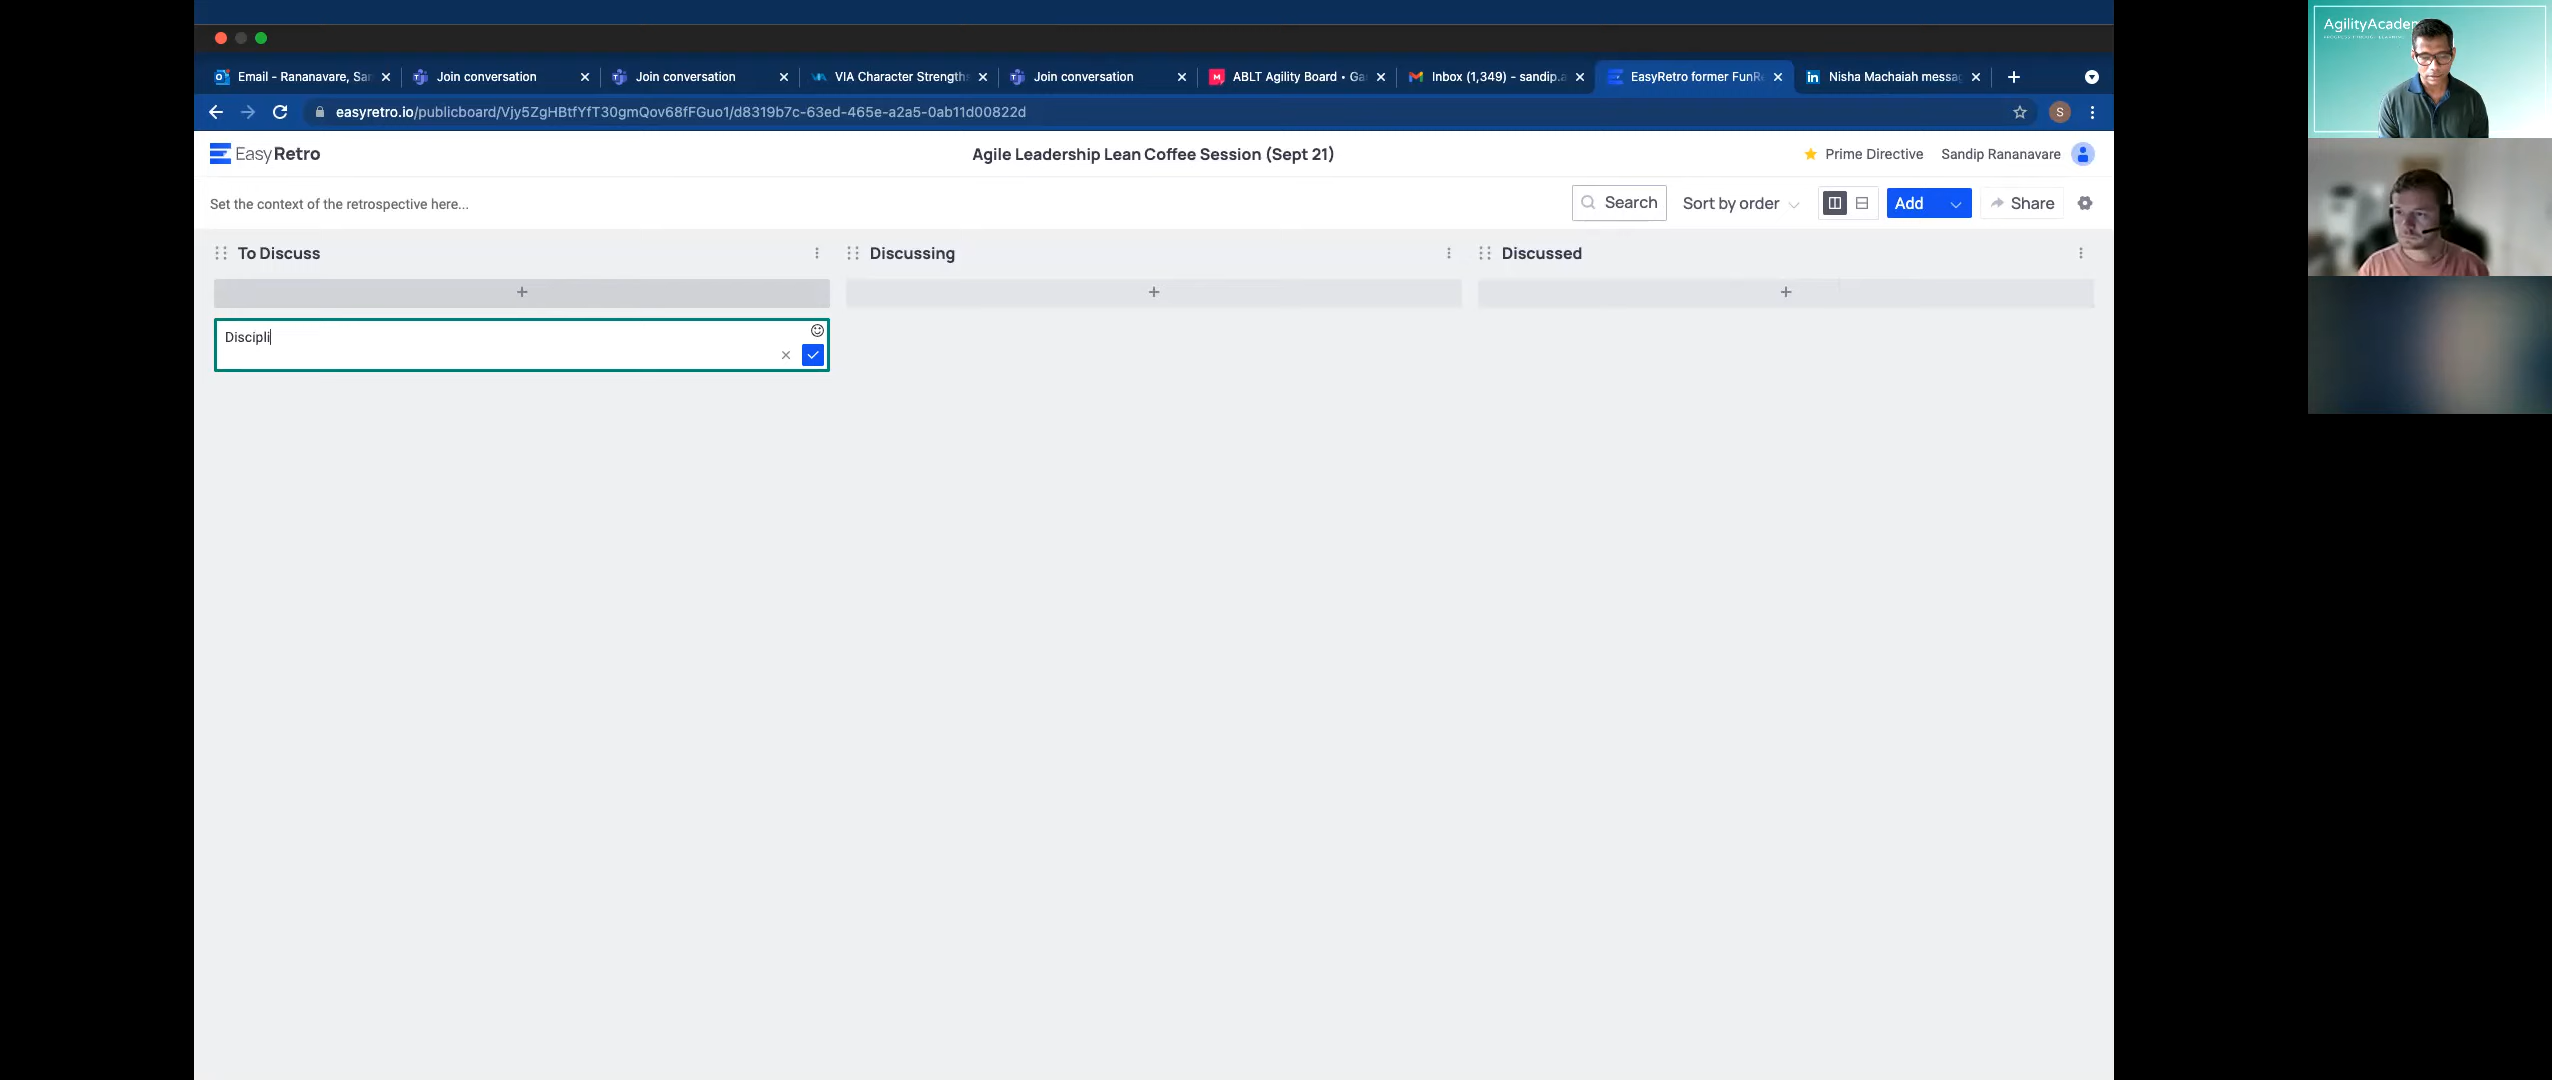 Email - Rananavare, Sa
Join conversation
Join conversation
VIA Character Strengths
Join conversation
ABLT Agility Board • Ga
Inbox (1,349) - sandip.a
EasyRetro former FunR
Nisha Machaiah messa
easyretro.io/publicboard/Vjy5ZgHBtfYfT30gmQov68fFGuo1/d8319b7c-63ed-465e-a2a5-0ab11d00822d
S
EasyRetro
Agile Leadership Lean Coffee Session (Sept 21)
Prime Directive
Sandip Rananavare
Set the context of the retrospective here...
Search
Sort by order
Add
Share
To Discuss
Discussing
Discussed
+
+
+
Discipli
AgilityAcadem